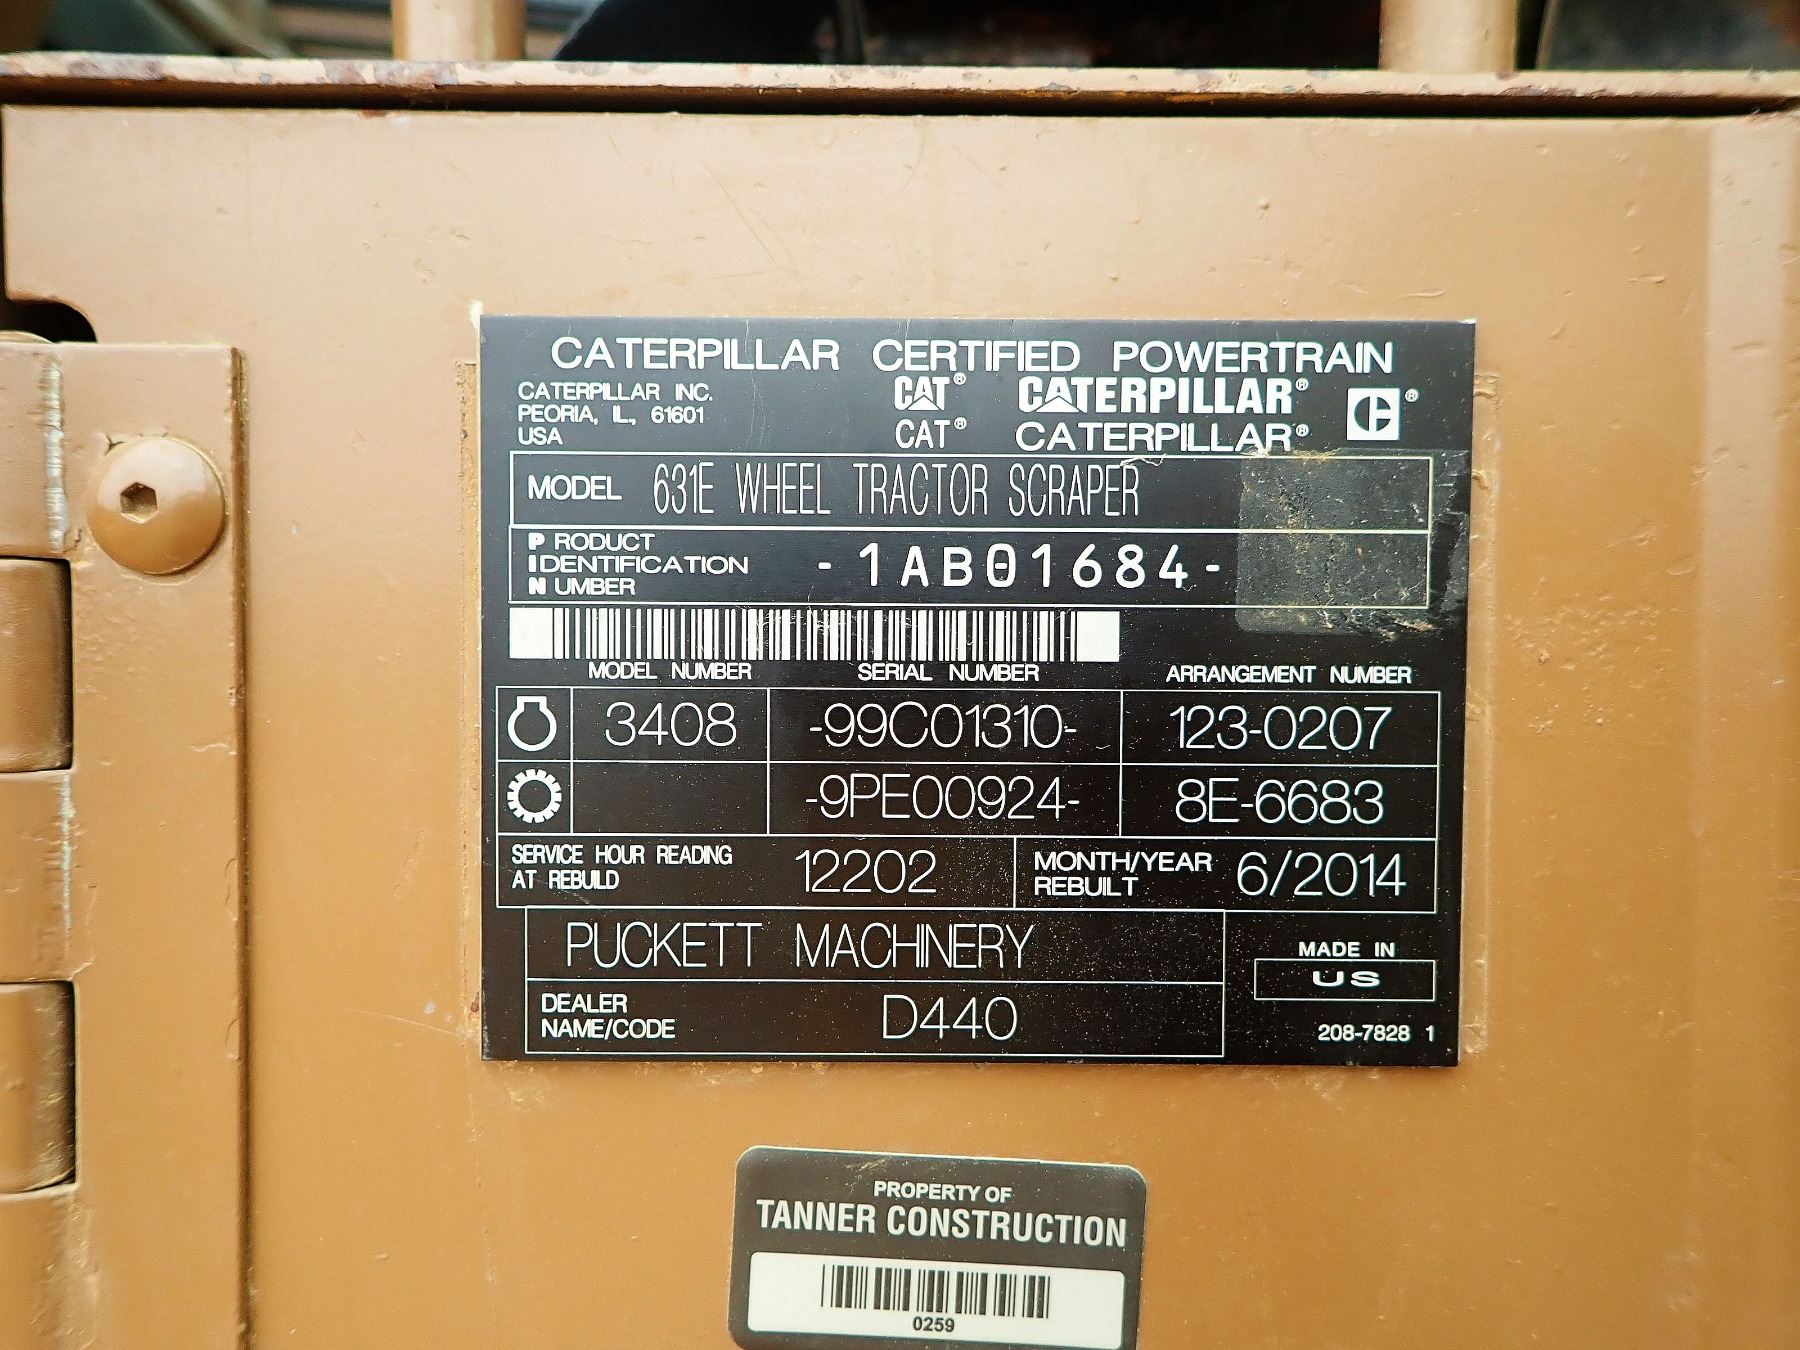 CATERPILLAR CERTIFIED POWERTRAIN
CATERPILLAR INC.
PEORIA, IL, 61601
USA
CAT® CATERPILLAR®
CAT® CATERPILLAR®
MODEL 631E WHEEL TRACTOR SCRAPER
PRODUCT
IDENTIFICATION
NUMBER
-1AB01684-
MODEL NUMBER SERIAL NUMBER ARRANGEMENT NUMBER
3408 -99C01310- 123-0207
-9PE00924- 8E-6683
SERVICE HOUR READING
AT REBUILD
12202
MONTH/YEAR
REBUILT
6/2014
PUCKETT MACHINERY
DEALER
NAME/CODE
D440
MADE IN
US
208-7828 1
PROPERTY OF
TANNER CONSTRUCTION
0259